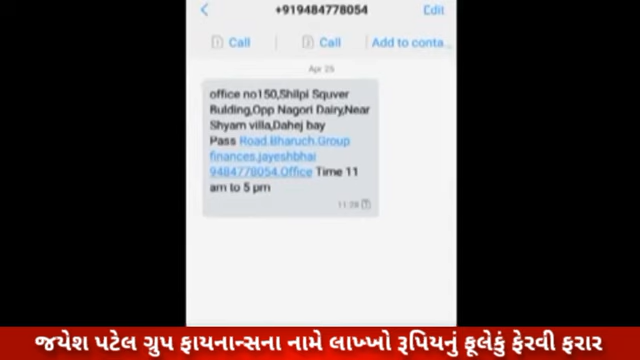 +919484778054
Edit
Call
Call
Add to conta...
Apr 25
office no150,Shilpi Squver
Bulding,Opp Nagori Dairy,Near
Shyam villa,Dahej bay
Pass Road.Bharuch.Group
finances.jayeshbhai
9484778054.Office Time 11
am to 5 pm
11:28
જયેશ પટેલ ગ્રુપ ફાયનાન્સના નામે લાખ્ખો રૂપિયનું ફૂલેકું ફેરવી ફરાર